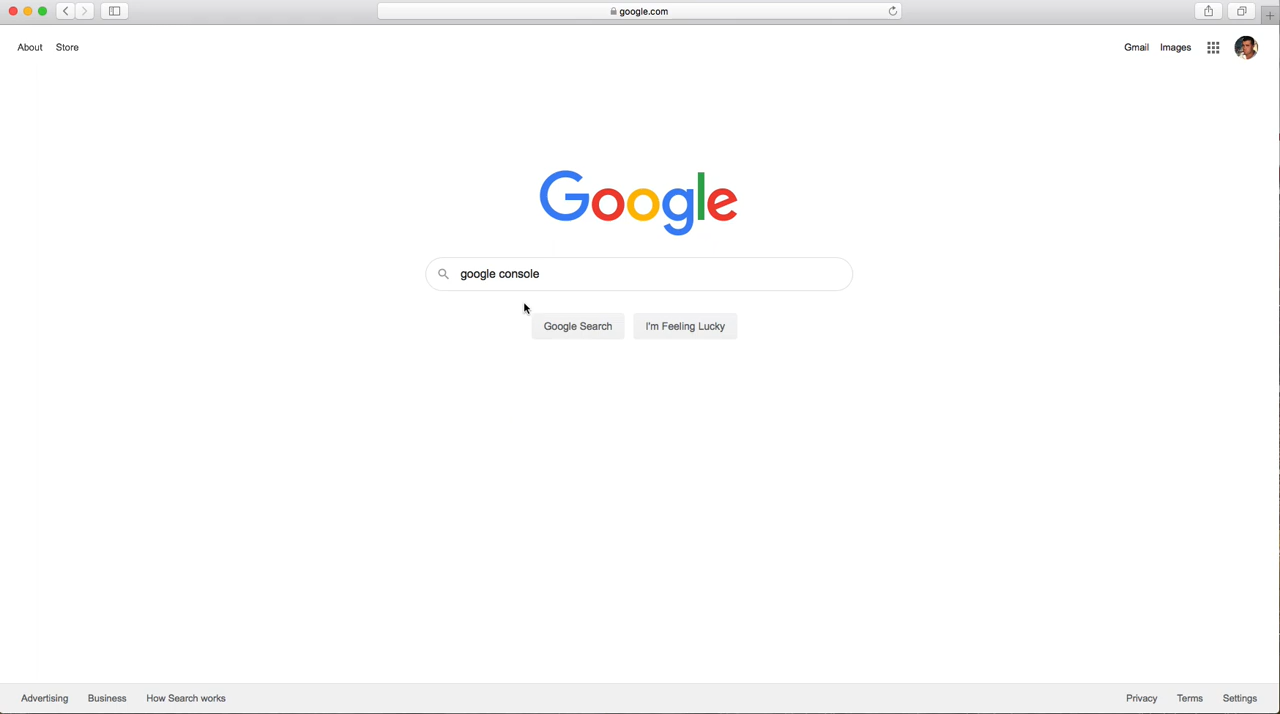 google.com
About Store
Gmail Images
Google
google console
Google Search I'm Feeling Lucky
Advertising Business How Search works
Privacy Terms Settings